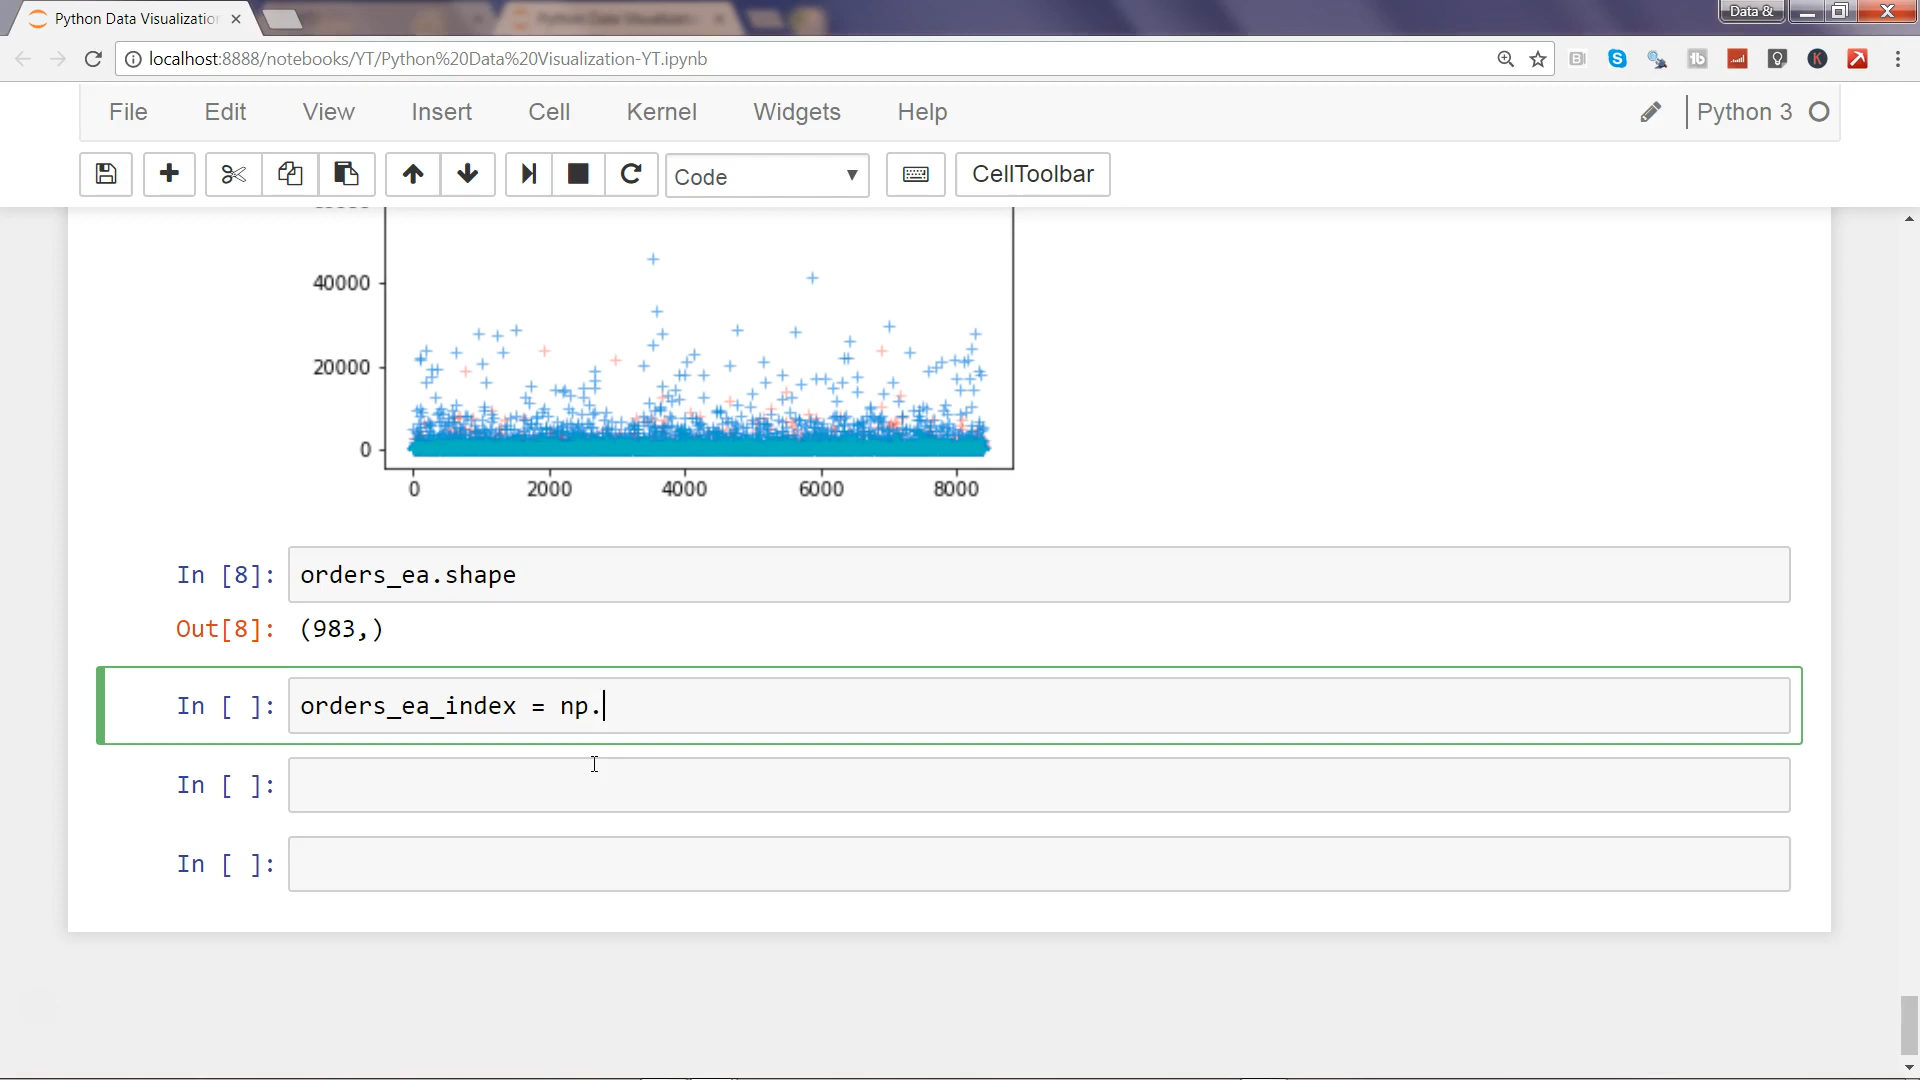 Python Data Visualizatio
Data &
localhost:8888/notebooks/YT/Python%20Data%20Visualization-YT.ipynb
File Edit View Insert Cell Kernel Widgets Help Python 3
Code CellToolbar
40000
20000
0
0 2000 4000 6000 8000
In [8]: orders_ea.shape
Out[8]: (983,)
In [ ]: orders_ea_index = np.
In [ ]:
In [ ]: